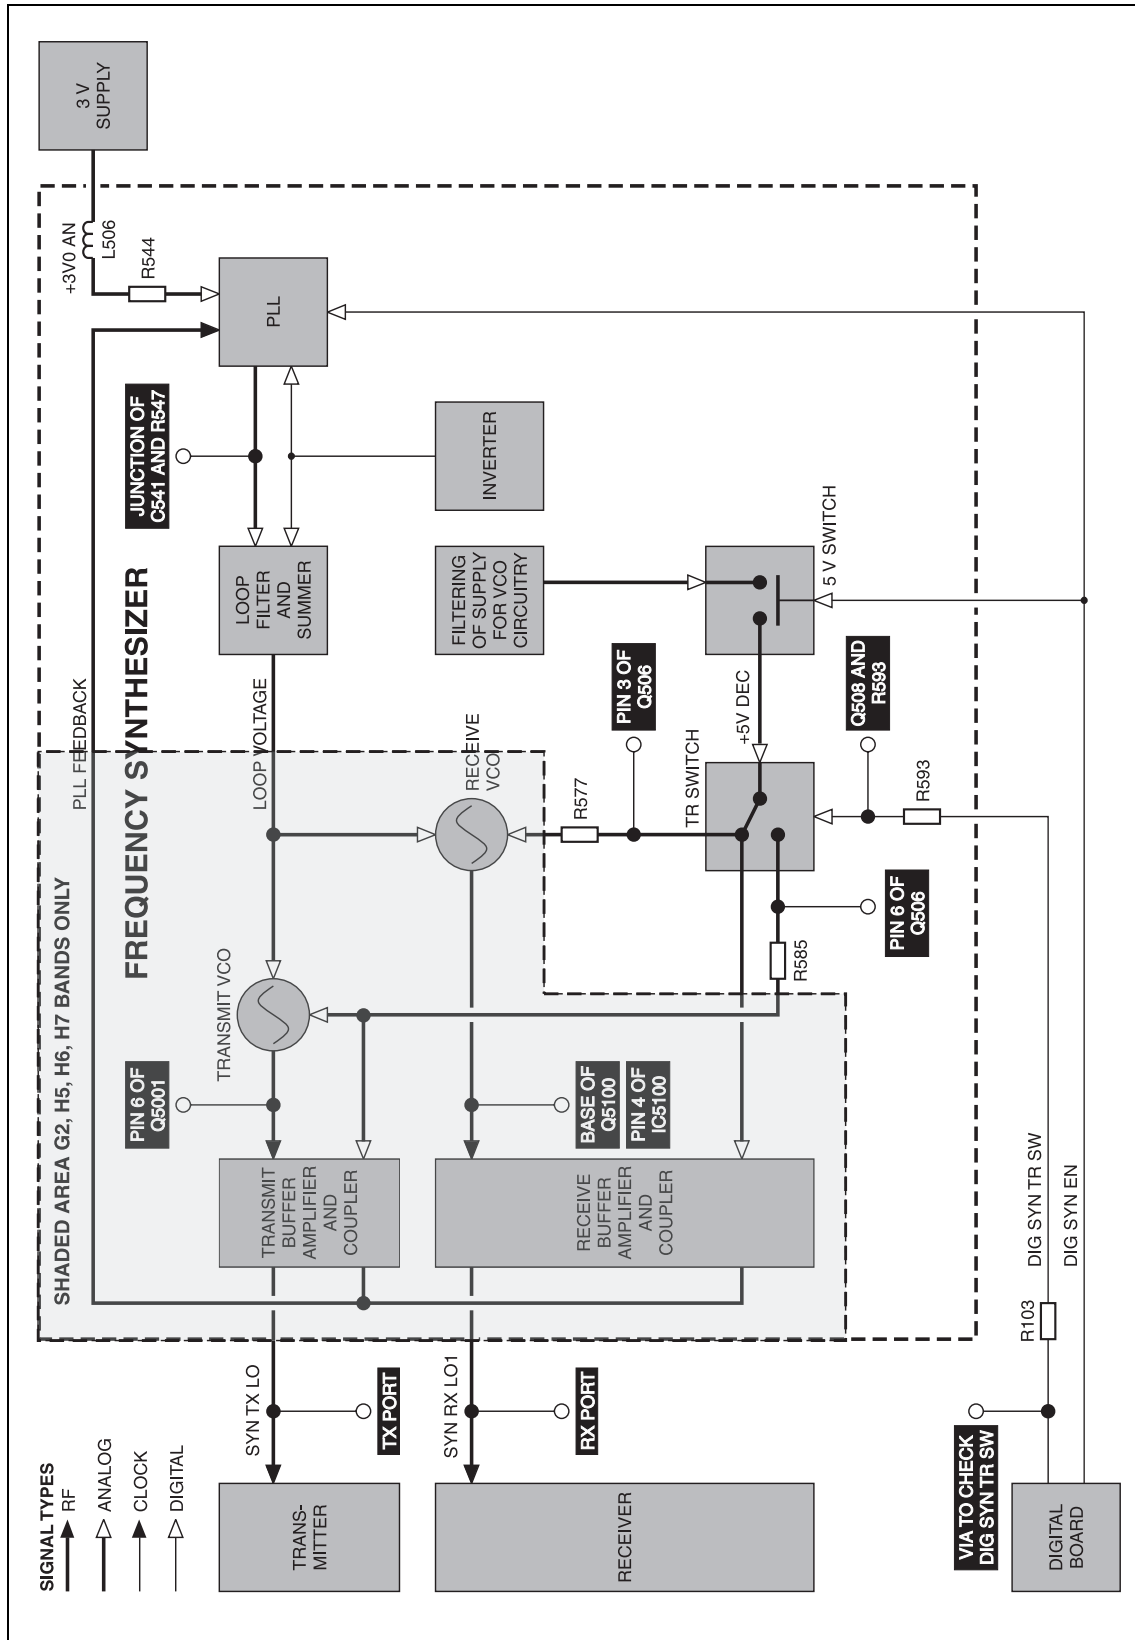 SIGNAL TYPES
RF
ANALOG
CLOCK
DIGITAL
TRANS-
MITTER
RECEIVER
DIGITAL
BOARD
SYN TX LO
TX PORT
SYN RX LO1
RX PORT
VIA TO CHECK
DIG SYN TR SW
R103
DIG SYN TR SW
DIG SYN EN
SHADED AREA G2, H5, H6, H7 BANDS ONLY
TRANSMIT
BUFFER
AMPLIFIER
AND
COUPLER
RECEIVE
BUFFER
AMPLIFIER
AND
COUPLER
PIN 6 OF
Q5001
BASE OF
Q5100
PIN 4 OF
IC5100
TRANSMIT VCO
FREQUENCY SYNTHESIZER
PLL FEEDBACK
LOOP VOLTAGE
RECEIVE
VCO
R585
PIN 6 OF
Q506
R577
TR SWITCH
R593
PIN 3 OF
Q506
+5V DEC
Q508 AND
R593
LOOP
FILTER
AND
SUMMER
FILTERING
OF SUPPLY
FOR VCO
CIRCUITRY
5 V SWITCH
JUNCTION OF
C541 AND R547
INVERTER
PLL
R544
+3V0 AN
L506
3 V
SUPPLY